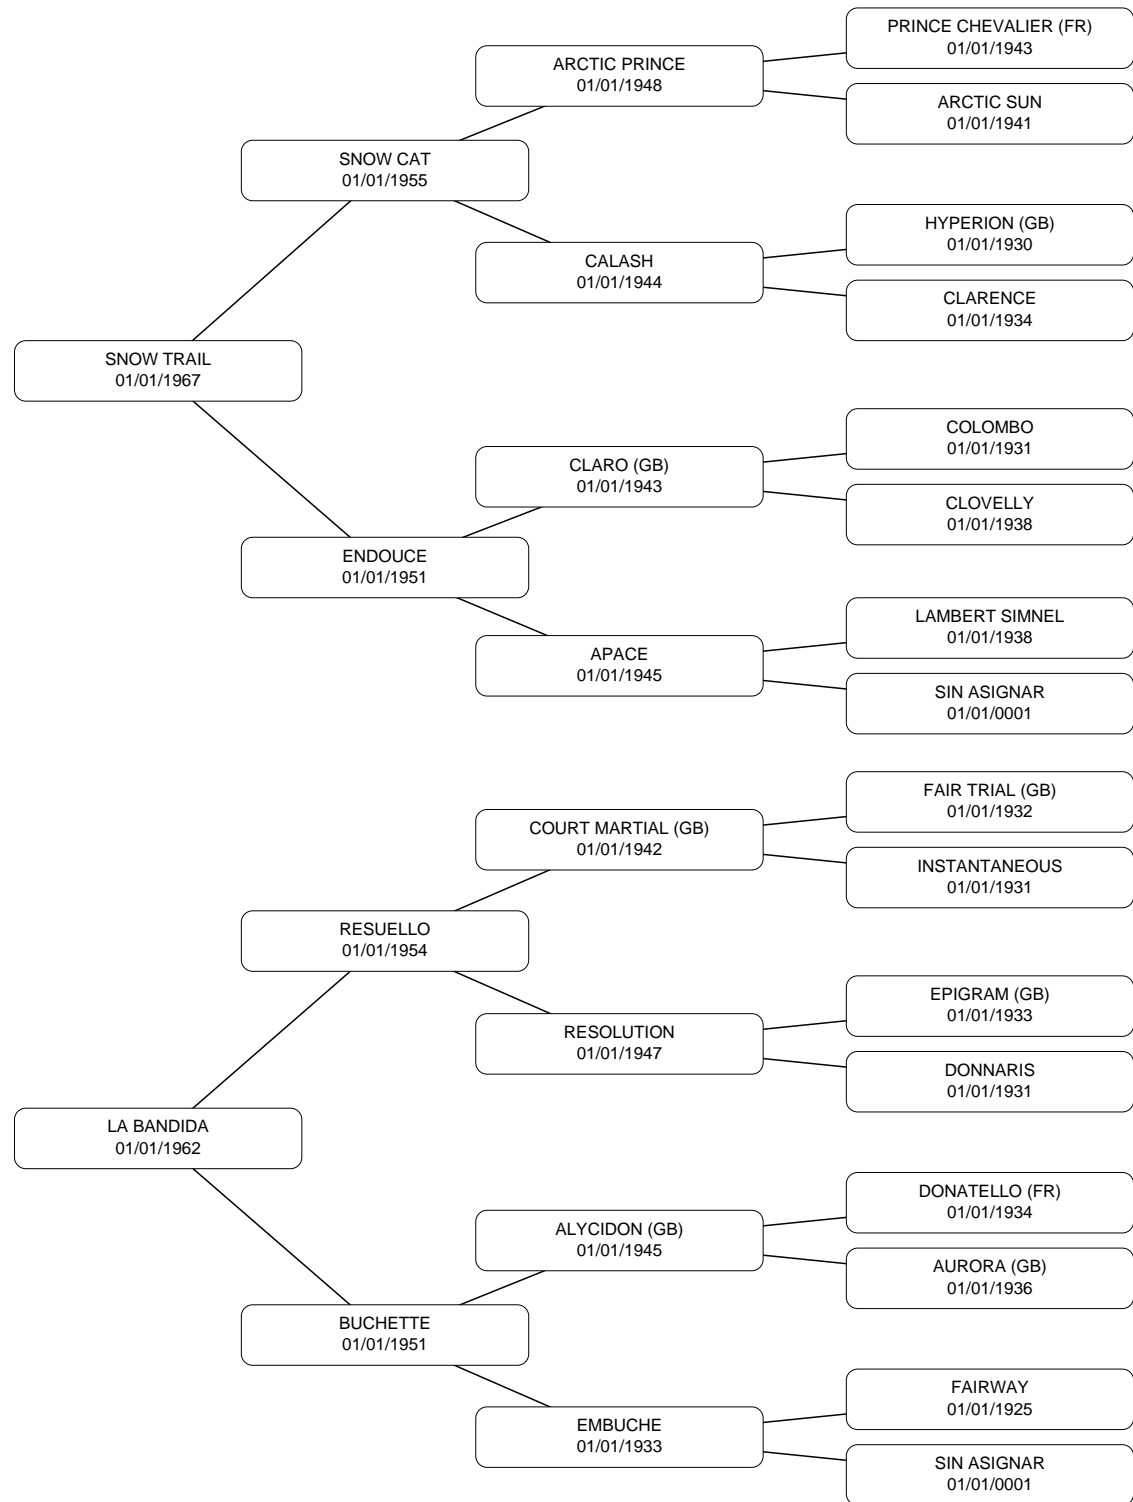 PRINCE CHEVALIER (FR)
01/01/1943
ARCTIC PRINCE
01/01/1948
ARCTIC SUN
01/01/1941
SNOW CAT
01/01/1955
HYPERION (GB)
01/01/1930
CALASH
01/01/1944
CLARENCE
01/01/1934
SNOW TRAIL
01/01/1967
COLOMBO
01/01/1931
CLARO (GB)
01/01/1943
CLOVELLY
01/01/1938
ENDOUCE
01/01/1951
LAMBERT SIMNEL
01/01/1938
APACE
01/01/1945
SIN ASIGNAR
01/01/0001
FAIR TRIAL (GB)
01/01/1932
COURT MARTIAL (GB)
01/01/1942
INSTANTANEOUS
01/01/1931
RESUELLO
01/01/1954
EPIGRAM (GB)
01/01/1933
RESOLUTION
01/01/1947
DONNARIS
01/01/1931
LA BANDIDA
01/01/1962
DONATELLO (FR)
01/01/1934
ALYCIDON (GB)
01/01/1945
AURORA (GB)
01/01/1936
BUCHETTE
01/01/1951
FAIRWAY
01/01/1925
EMBUCHE
01/01/1933
SIN ASIGNAR
01/01/0001